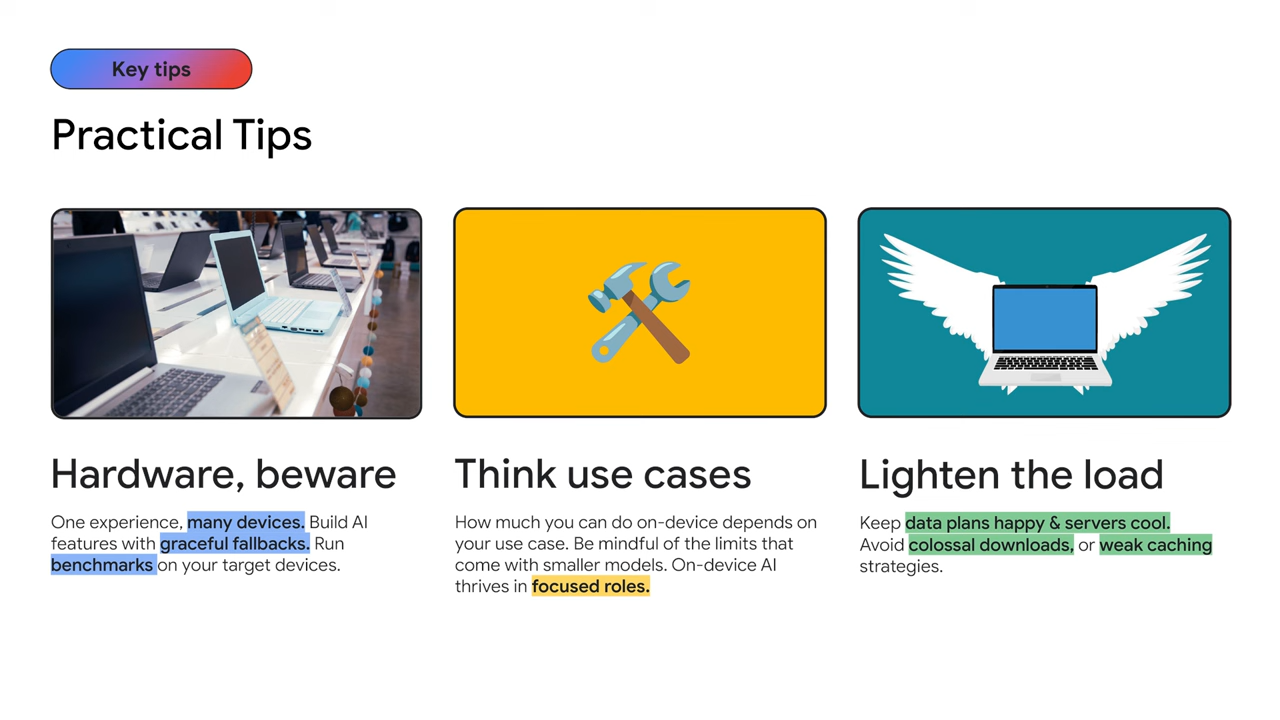 Key tips
Practical Tips
Hardware, beware
One experience, many devices. Build AI
features with graceful fallbacks. Run
benchmarks on your target devices.
Think use cases
How much you can do on-device depends on
your use case. Be mindful of the limits that
come with smaller models. On-device AI
thrives in focused roles.
Lighten the load
Keep data plans happy & servers cool.
Avoid colossal downloads, or weak caching
strategies.